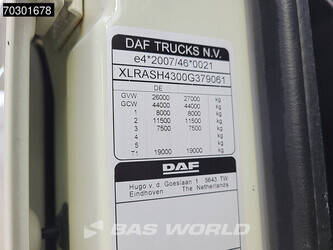 70301678
DAF TRUCKS N.V.
e4*2007/46*0021
XLRASH4300G379061
DE
GVW 26000 27000 kg
GCW 44000 44000 kg
1 8000 8000 kg
2 11500 11500 kg
3 7500 7500 kg
4 kg
5 kg
T1 19000 19000 kg
DAF
Hugo v. d. Goeslaan 1 5643 TW
Eindhoven The Netherlands
BAS WORLD